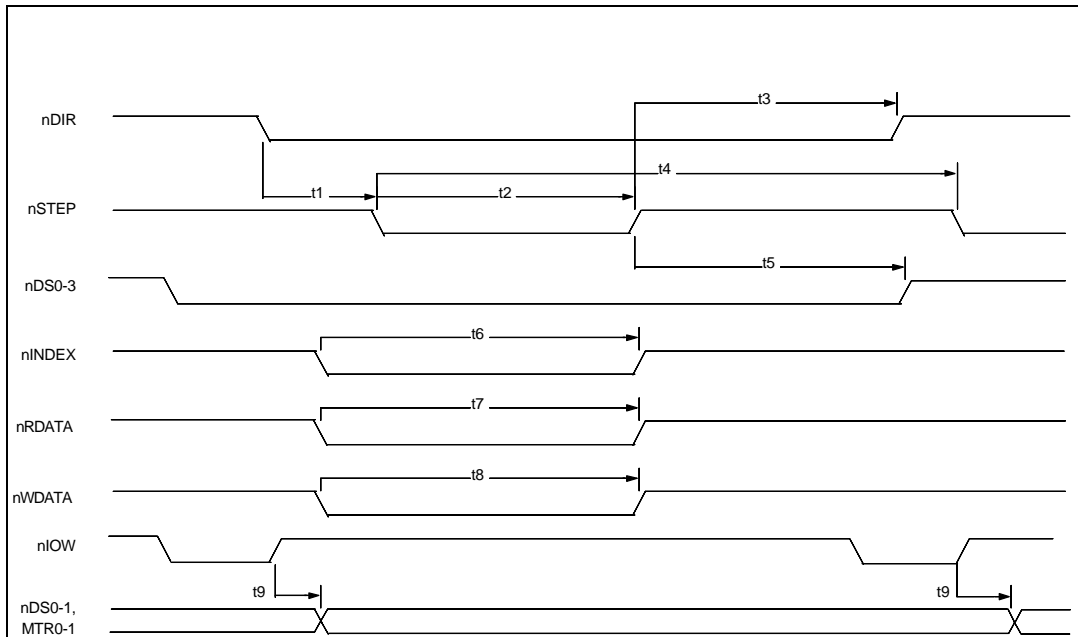 t3
nDIR
t4
t1
t2
nSTEP
t5
nDS0-3
t6
nINDEX
t7
nRDATA
t8
nWDATA
nIOW
t9
t9
nDS0-1,
MTR0-1